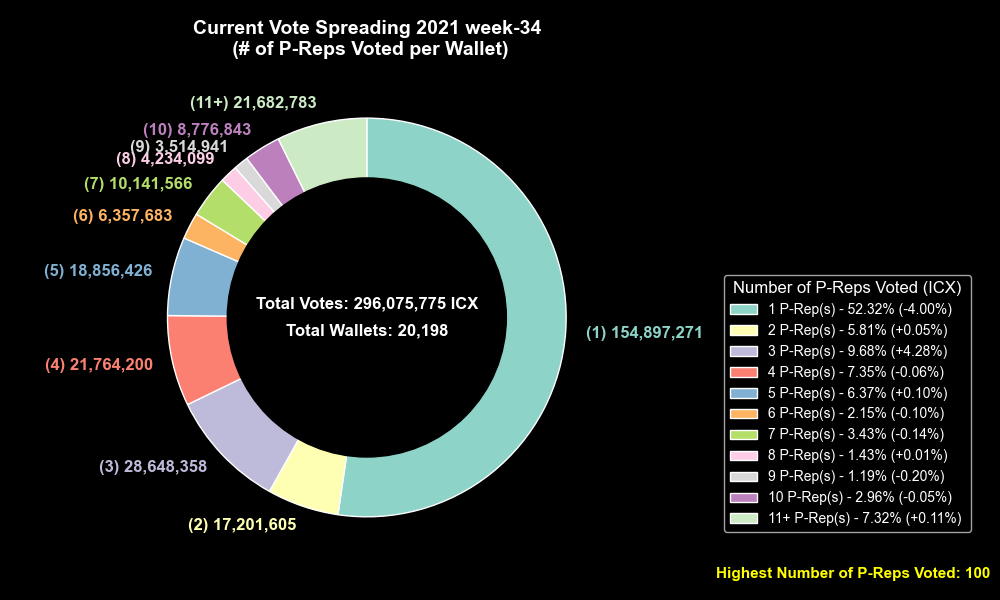 Current Vote Spreading 2021 week-34
(# of P-Reps Voted per Wallet)
(11+) 21,682,783
(10) 8,776,843
(9) 3,514,941
(8) 4,234,099
(7) 10,141,566
(6) 6,357,683
(5) 18,856,426
(4) 21,764,200
(3) 28,648,358
(2) 17,201,605
(1) 154,897,271
Total Votes: 296,075,775 ICX
Total Wallets: 20,198
Number of P-Reps Voted (ICX)
1 P-Rep(s) - 52.32% (-4.00%)
2 P-Rep(s) - 5.81% (+0.05%)
3 P-Rep(s) - 9.68% (+4.28%)
4 P-Rep(s) - 7.35% (-0.06%)
5 P-Rep(s) - 6.37% (+0.10%)
6 P-Rep(s) - 2.15% (-0.10%)
7 P-Rep(s) - 3.43% (-0.14%)
8 P-Rep(s) - 1.43% (+0.01%)
9 P-Rep(s) - 1.19% (-0.20%)
10 P-Rep(s) - 2.96% (-0.05%)
11+ P-Rep(s) - 7.32% (+0.11%)
Highest Number of P-Reps Voted: 100